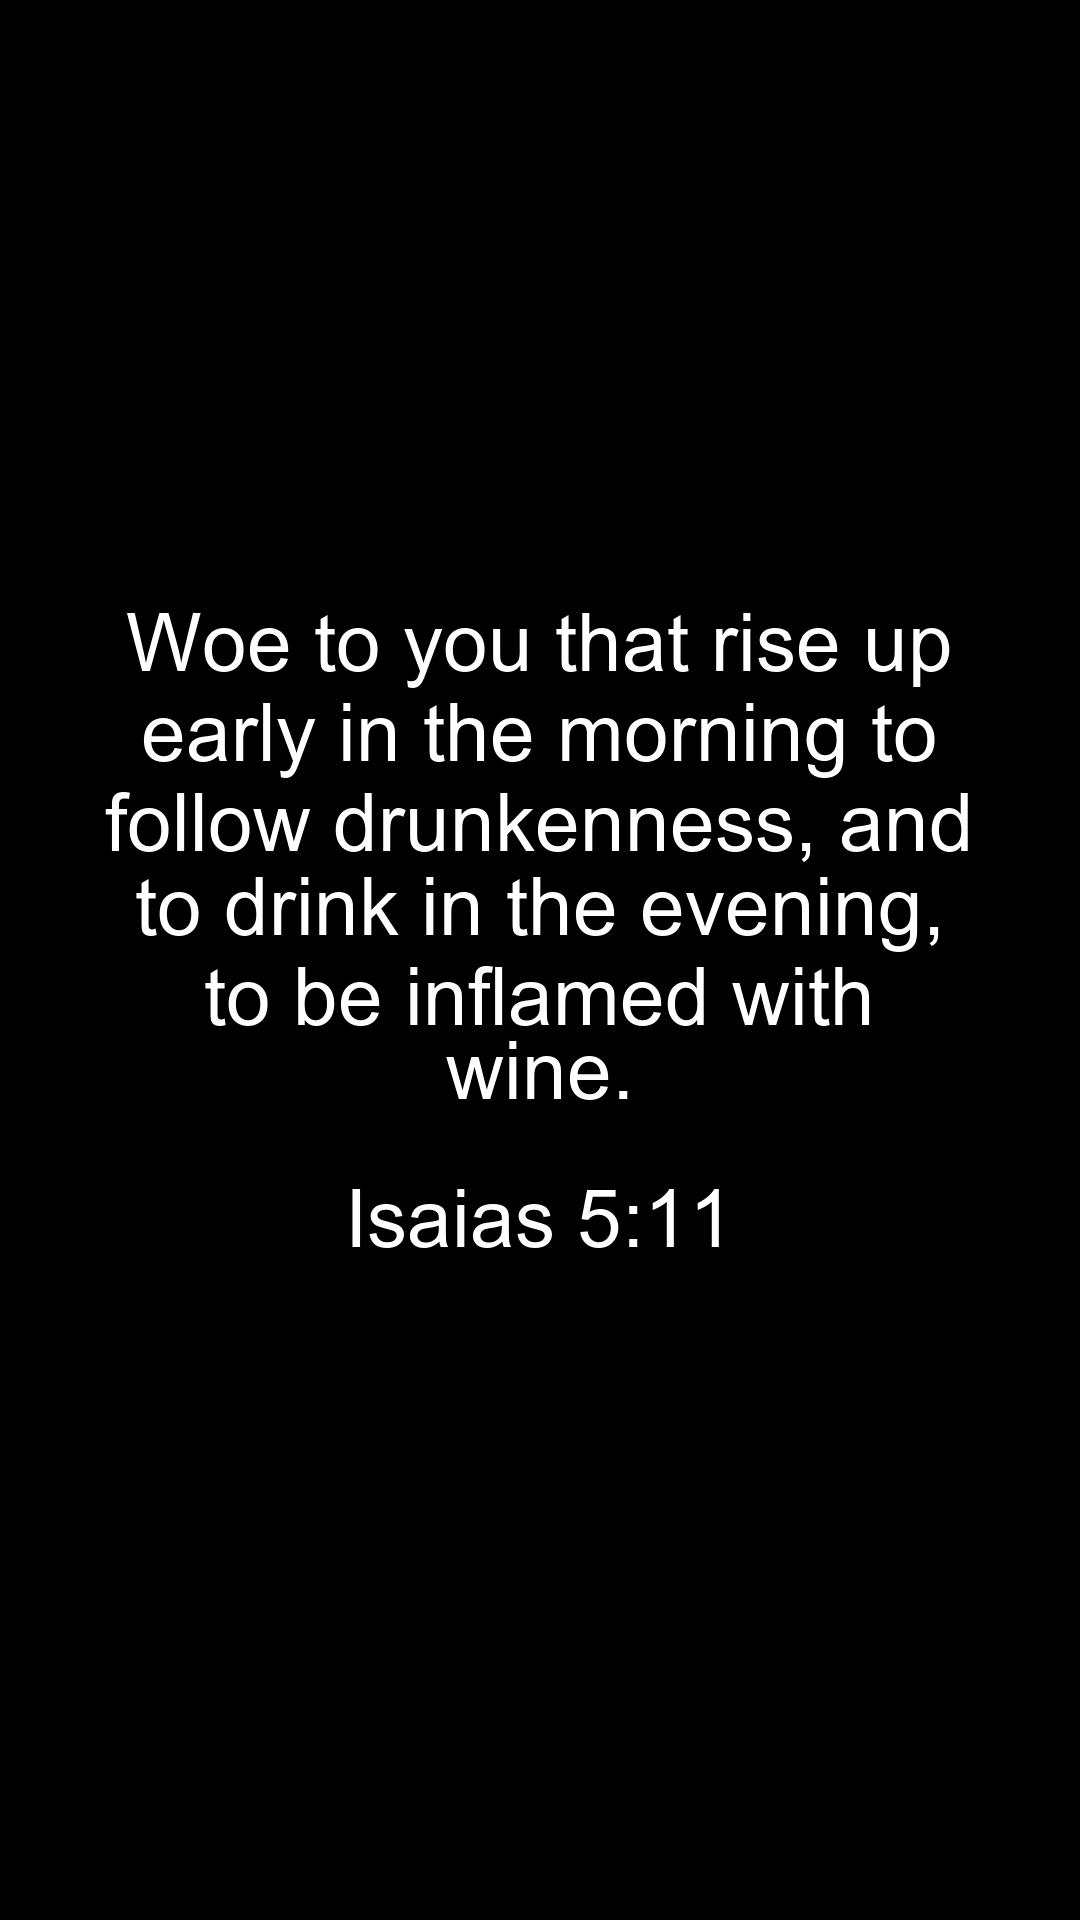 Woe to you that rise up
early in the morning to
follow drunkenness, and
to drink in the evening,
to be inflamed with
wine.
Isaias 5:11